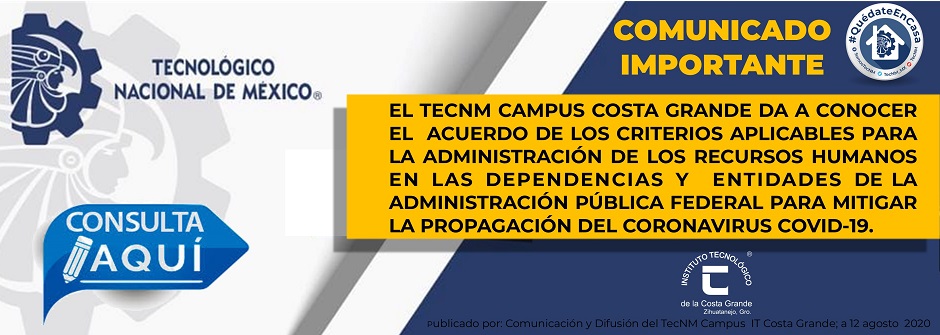 TECNOLÓGICO
NACIONAL DE MÉXICO®
CONSULTA
AQUÍ
COMUNICADO
IMPORTANTE
#QuédateEnCasa
EL TECNM CAMPUS COSTA GRANDE DA A CONOCER
EL ACUERDO DE LOS CRITERIOS APLICABLES PARA
LA ADMINISTRACIÓN DE LOS RECURSOS HUMANOS
EN LAS DEPENDENCIAS Y ENTIDADES DE LA
ADMINISTRACIÓN PÚBLICA FEDERAL PARA MITIGAR
LA PROPAGACIÓN DEL CORONAVIRUS COVID-19.
INSTITUTO TECNOLÓGICO
®
de la Costa Grande
Zihuatanejo, Gro.
publicado por: Comunicación y Difusión del TecNM Campus IT Costa Grande; a 12 agosto 2020